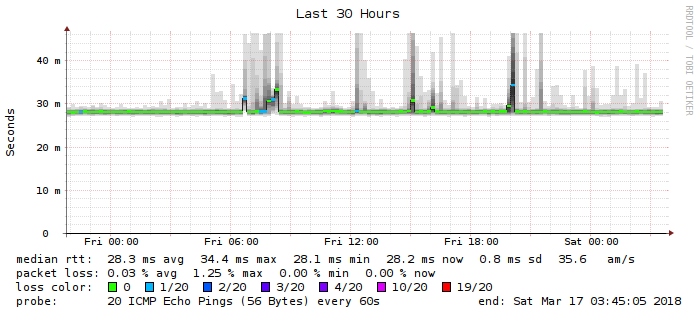 Last 30 Hours
RRDTOOL / TOBI OETIKER
Seconds
40 m
30 m
20 m
10 m
0
Fri 00:00 Fri 06:00 Fri 12:00 Fri 18:00 Sat 00:00
median rtt: 28.3 ms avg 34.4 ms max 28.1 ms min 28.2 ms now 0.8 ms sd 35.6 am/s
packet loss: 0.03 % avg 1.25 % max 0.00 % min 0.00 % now
loss color: 0 1/20 2/20 3/20 4/20 10/20 19/20
probe: 20 ICMP Echo Pings (56 Bytes) every 60s end: Sat Mar 17 03:45:05 2018